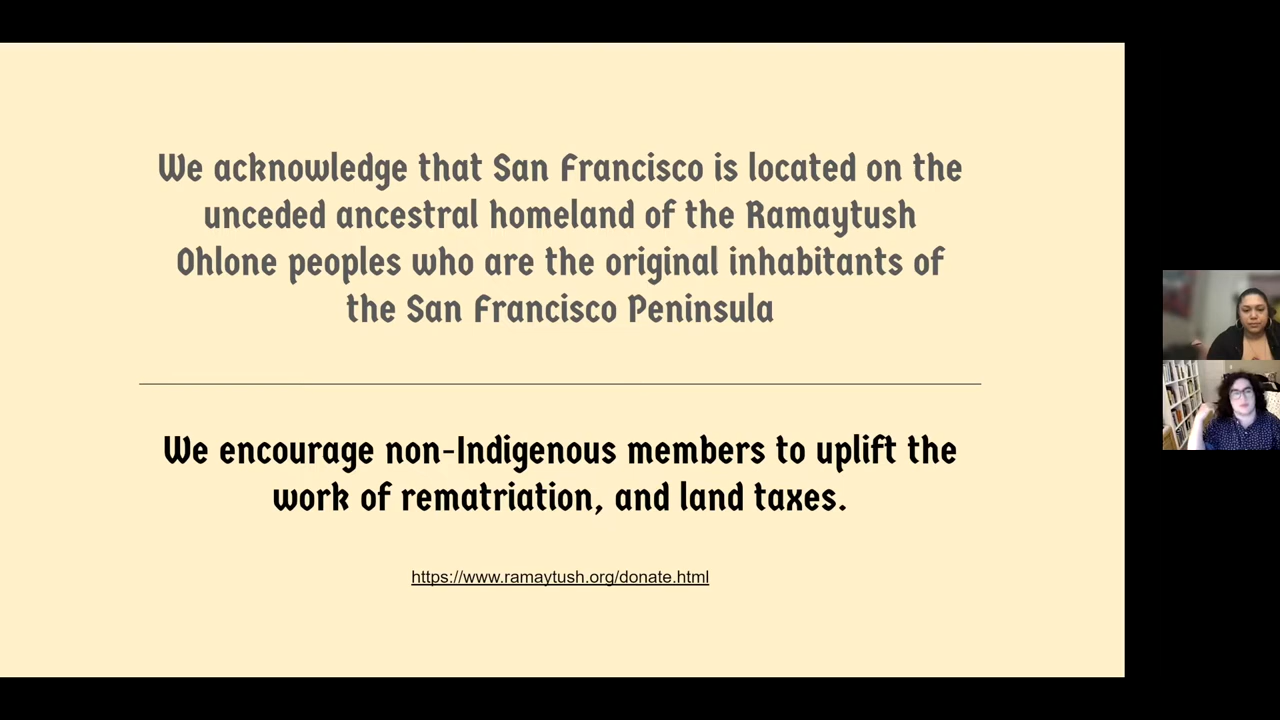 We acknowledge that San Francisco is located on the
unceded ancestral homeland of the Ramaytush
Ohlone peoples who are the original inhabitants of
the San Francisco Peninsula
We encourage non-Indigenous members to uplift the
work of rematriation, and land taxes.
https://www.ramaytush.org/donate.html